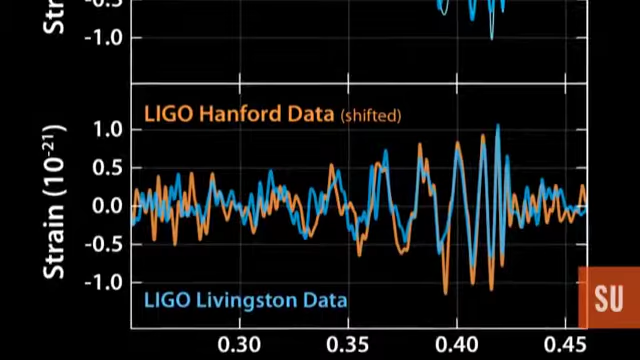 -0.5
-1.0
LIGO Hanford Data (shifted)
1.0
0.5
0.0
-0.5
-1.0
Strain (10⁻²¹)
LIGO Livingston Data
SU
0.30 0.35 0.40 0.45